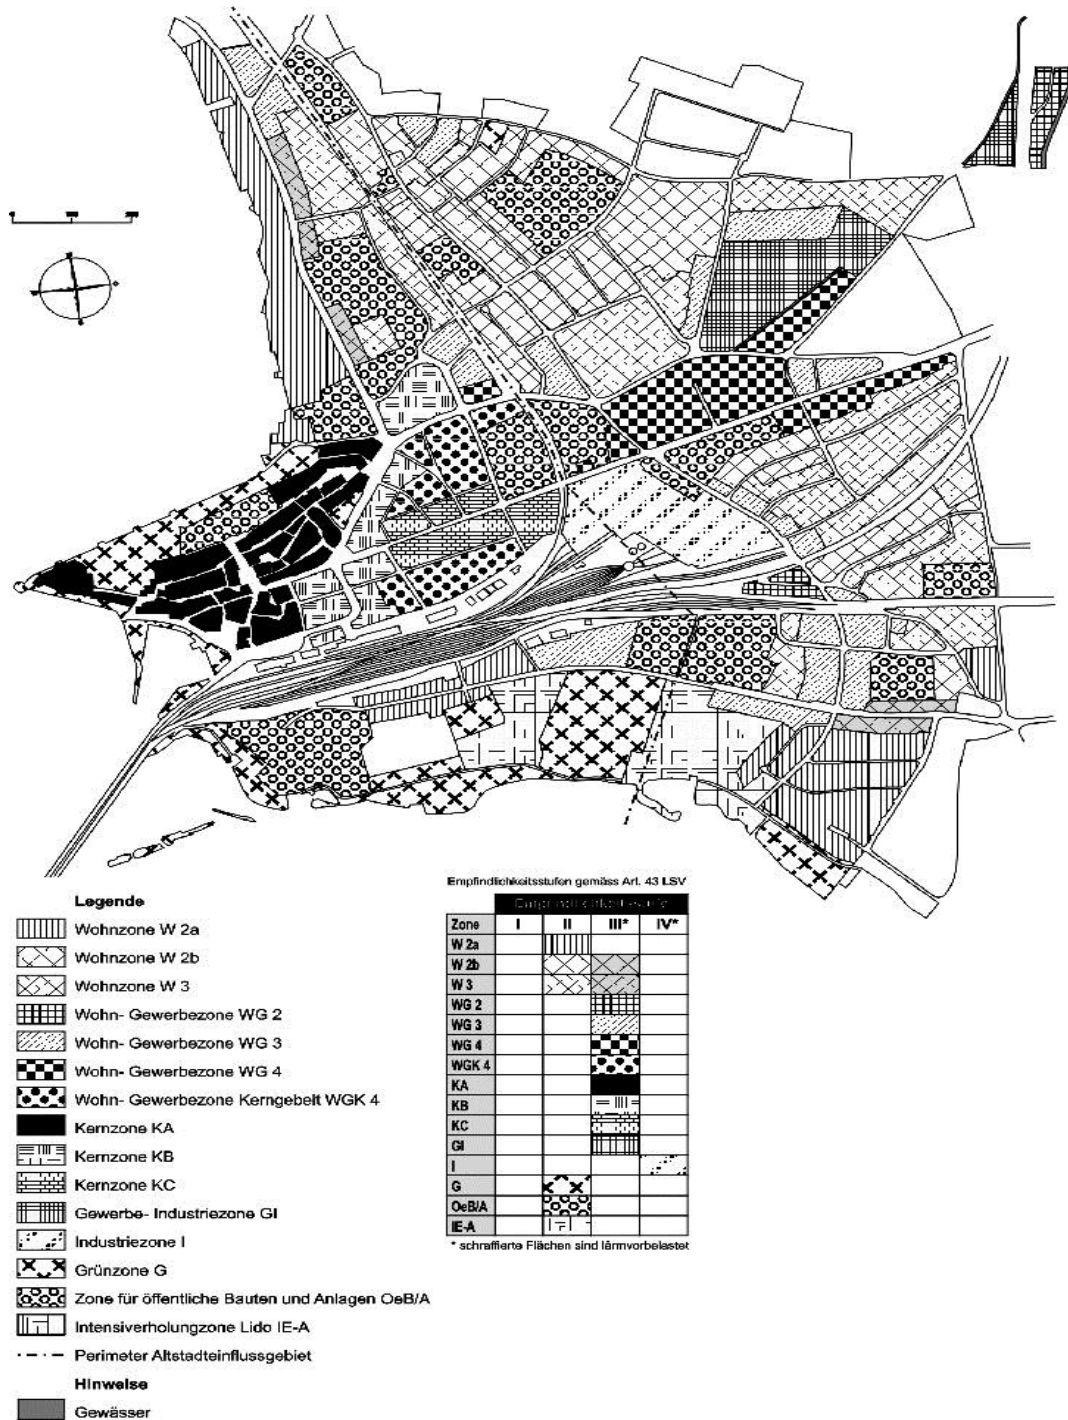 Legende
Wohnzone W 2a
Wohnzone W 2b
Wohnzone W 3
Wohn- Gewerbezone WG 2
Wohn- Gewerbezone WG 3
Wohn- Gewerbezone WG 4
Wohn- Gewerbezone Kerngebelt WGK 4
Kernzone KA
Kernzone KB
Kernzone KC
Gewerbe- Industriezone GI
Industriezone I
Grünzone G
Zone für öffentliche Bauten und Anlagen OeB/A
Intensiverholungzone Lido IE-A
Perimeter Altstadteinflussgebiet
Hinweise
Gewässer
Empfindlichkeitsstufen gemäss Art. 43 LSV
Zone I II III* IV*
W 2a
W 2b
W 3
WG 2
WG 3
WG 4
WGK 4
KA
KB
KC
GI
I
G
OeB/A
IE-A
* schraffierte Flächen sind lärmvorbelastet